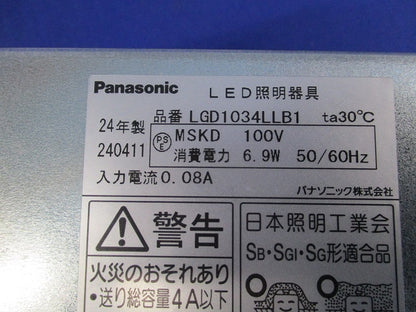 Panasonic LED照明器具
品番 LGD1034LLB1 ta30℃
24年製
240411
PS E MSKD 100V
消費電力 6.9W 50/60Hz
入力電流0.08A
パナソニック株式会社
警告
火災のおそれあり
•送り総容量4A以下
日本照明工業会
SB・SGI・SG形適合品